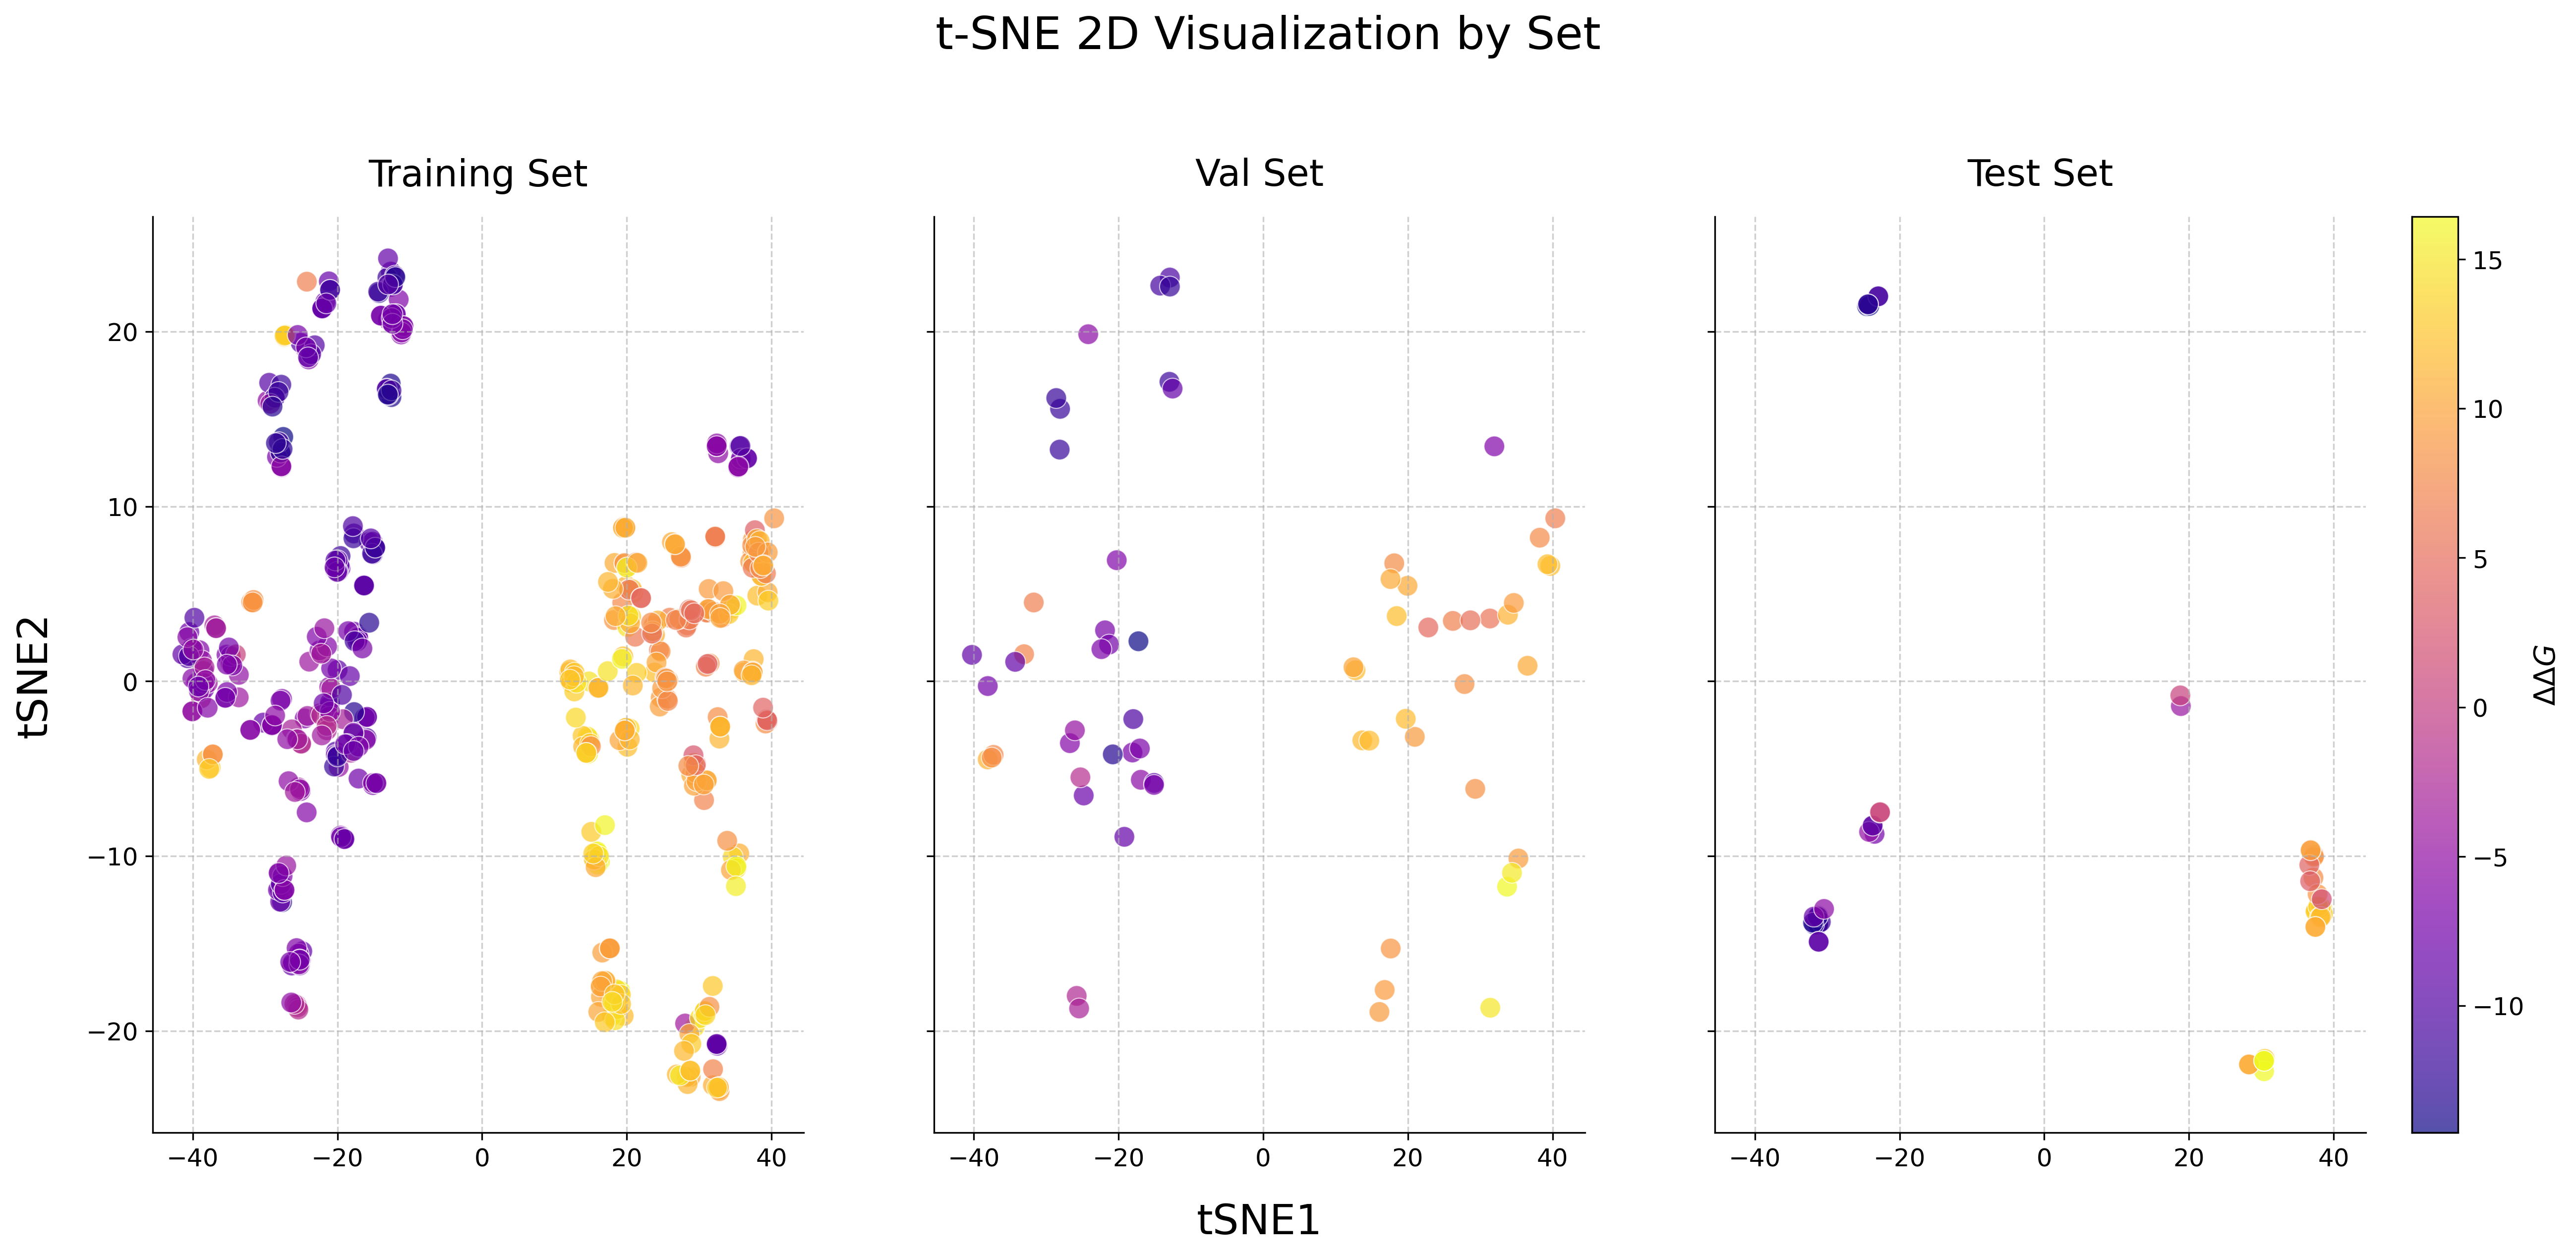 t-SNE 2D Visualization by Set
Training Set
Val Set
Test Set
tSNE2
20
10
0
−10
−20
−40 −20 0 20 40
−40 −20 0 20 40
−40 −20 0 20 40
tSNE1
15
10
5
0
−5
−10
ΔΔG